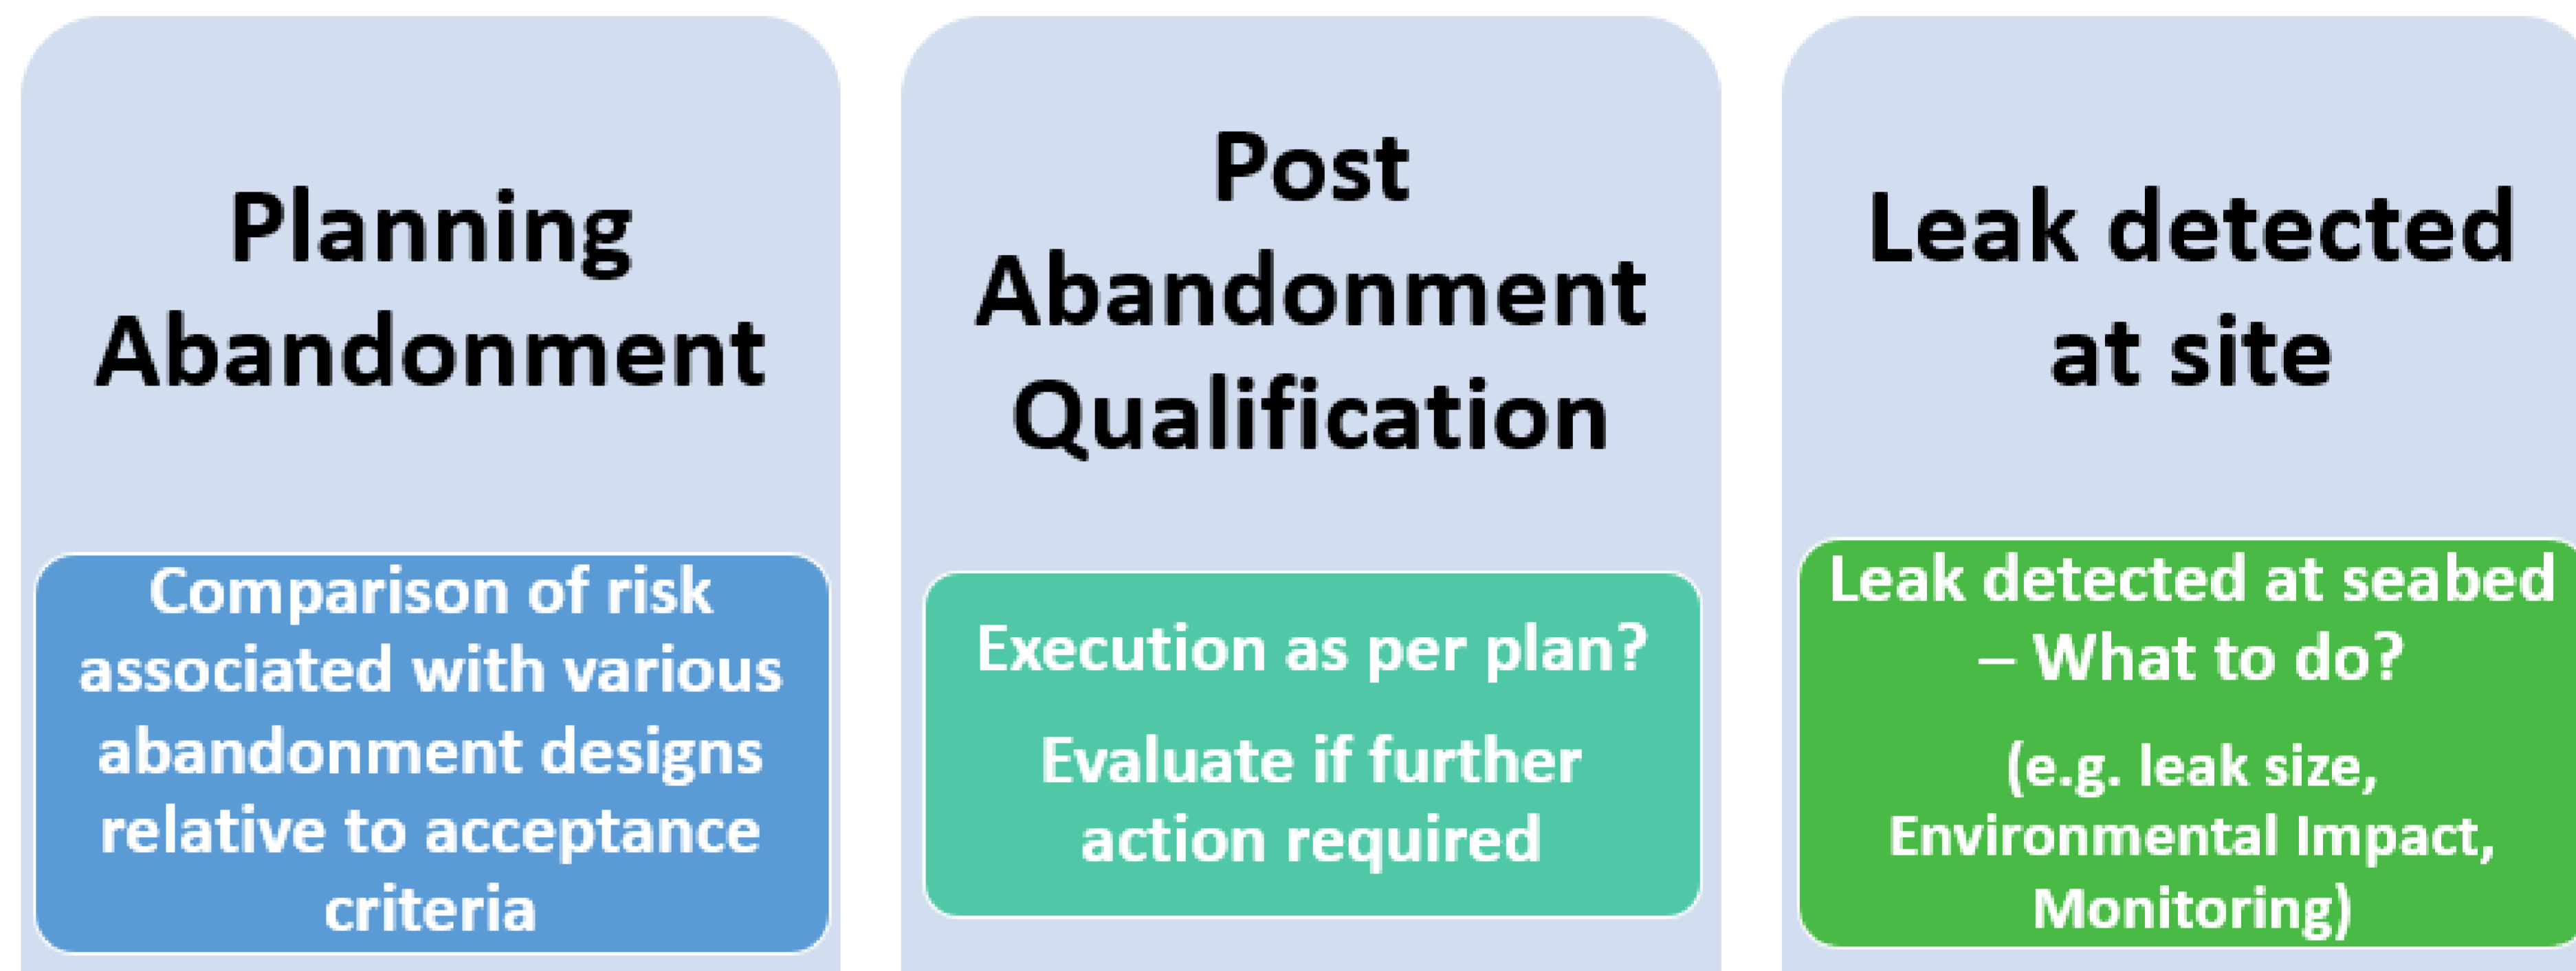 Planning
Abandonment
Comparison of risk
associated with various
abandonment designs
relative to acceptance
criteria
Post
Abandonment
Qualification
Execution as per plan?
Evaluate if further
action required
Leak detected
at site
Leak detected at seabed
– What to do?
(e.g. leak size,
Environmental Impact,
Monitoring)